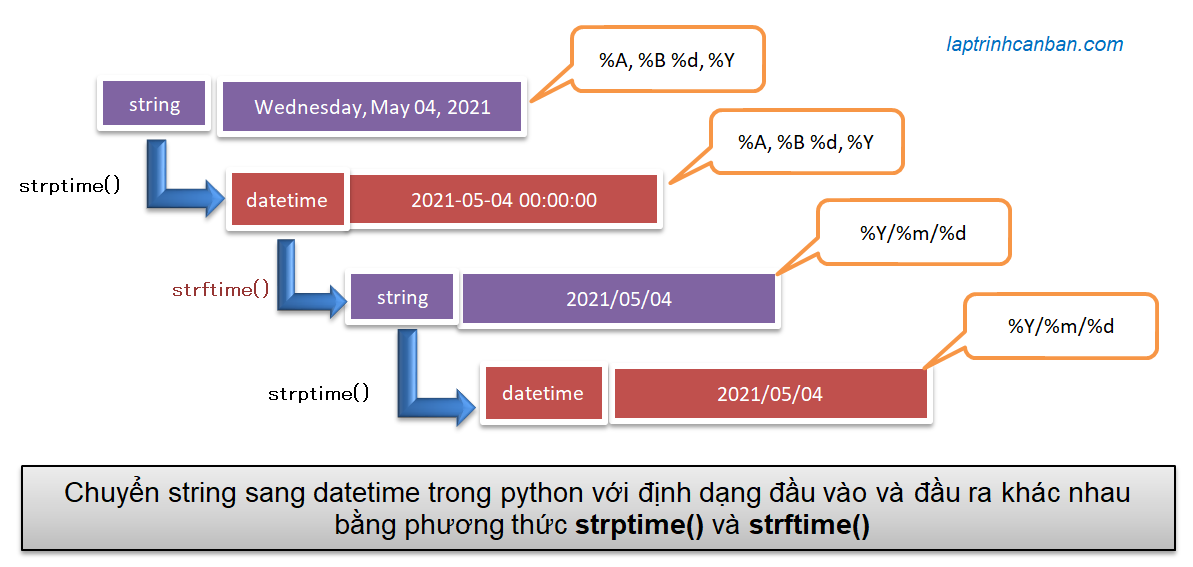 laptrinhcanban.com
%A, %B %d, %Y
string
Wednesday, May 04, 2021
%A, %B %d, %Y
strptime()
datetime
2021-05-04 00:00:00
%Y/%m/%d
strftime()
string
2021/05/04
%Y/%m/%d
strptime()
datetime
2021/05/04
Chuyển string sang datetime trong python với định dạng đầu vào và đầu ra khác nhau
bằng phương thức strptime() và strftime()